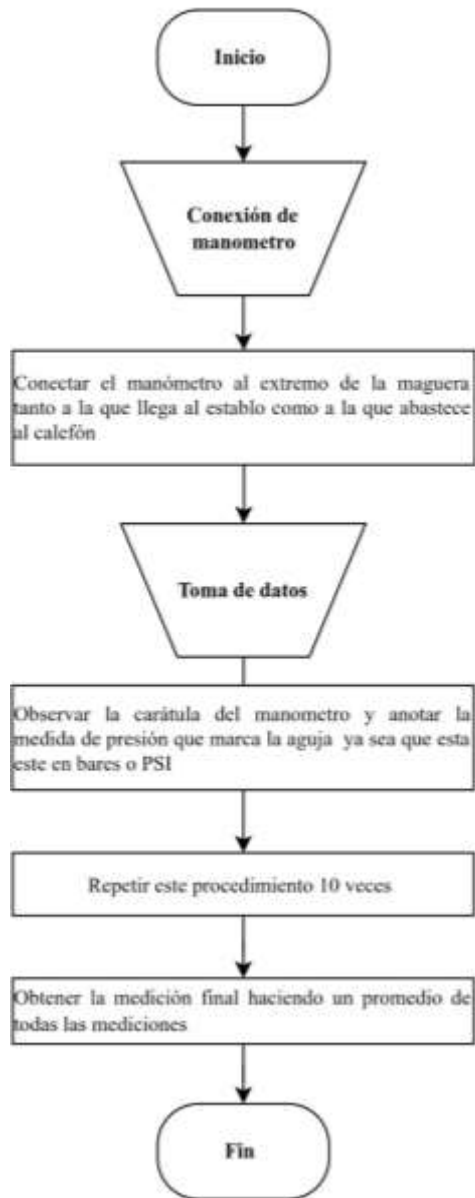 Inicio
Conexión de
manometro
Conectar el manómetro al extremo de la maguera
tanto a la que llega al establo como a la que abastece
al calefón
Toma de datos
Observar la carátula del manometro y anotar la
medida de presión que marca la aguja ya sea que esta
este en bares o PSI
Repetir este procedimiento 10 veces
Obtener la medición final haciendo un promedio de
todas las mediciones
Fin